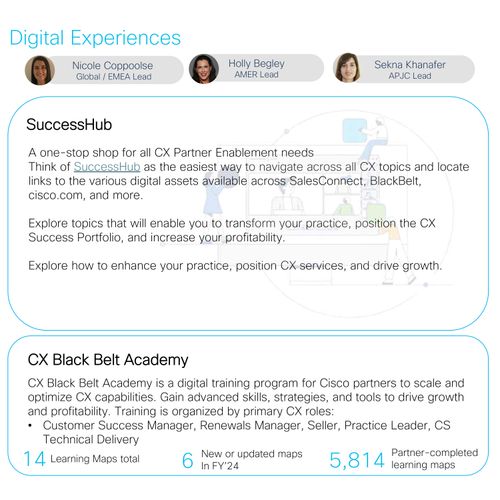 Digital Experiences
Nicole Coppoolse
Global / EMEA Lead
Holly Begley
AMER Lead
Sekna Khanafer
APJC Lead
SuccessHub
A one-stop shop for all CX Partner Enablement needs
Think of SuccessHub as the easiest way to navigate across all CX topics and locate
links to the various digital assets available across SalesConnect, BlackBelt,
cisco.com, and more.
Explore topics that will enable you to transform your practice, position the CX
Success Portfolio, and increase your profitability.
Explore how to enhance your practice, position CX services, and drive growth.
CX Black Belt Academy
CX Black Belt Academy is a digital training program for Cisco partners to scale and
optimize CX capabilities. Gain advanced skills, strategies, and tools to drive growth
and profitability. Training is organized by primary CX roles:
• Customer Success Manager, Renewals Manager, Seller, Practice Leader, CS
Technical Delivery
14 Learning Maps total
6 New or updated maps
In FY'24
5,814 Partner-completed
learning maps